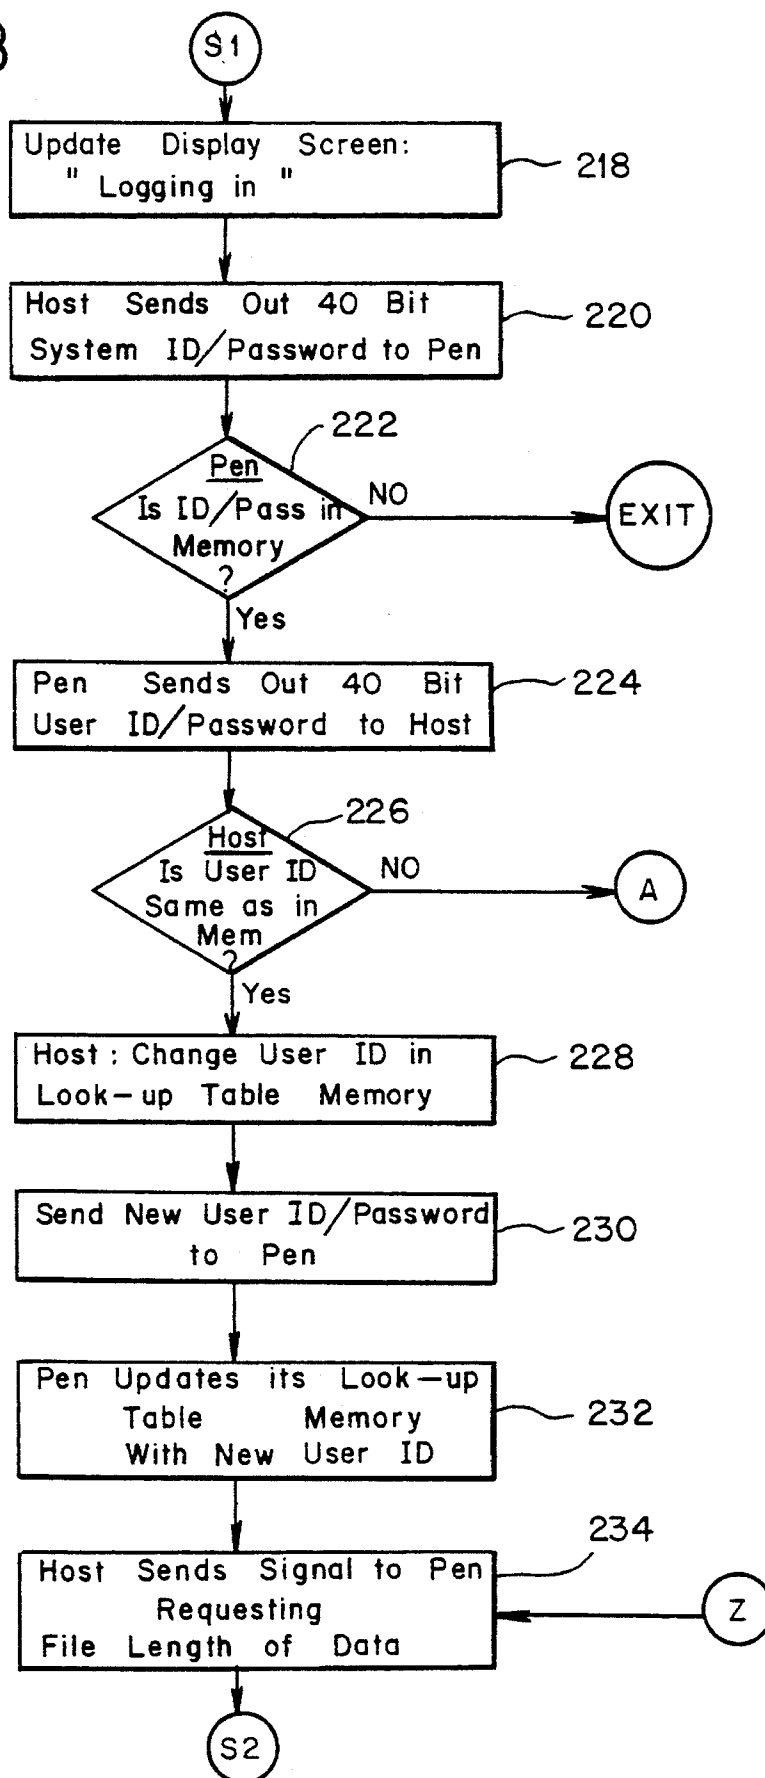 S1
Update Display Screen:
" Logging in "
218
Host Sends Out 40 Bit
System ID/Password to Pen
220
222
Pen
Is ID/Pass in
Memory
?
NO
EXIT
Yes
Pen Sends Out 40 Bit
User ID/Password to Host
224
226
Host
Is User ID
Same as in
Mem
?
NO
A
Yes
Host: Change User ID in
Look-up Table Memory
228
Send New User ID/Password
to Pen
230
Pen Updates its Look-up
Table Memory
With New User ID
232
234
Host Sends Signal to Pen
Requesting
File Length of Data
Z
S2